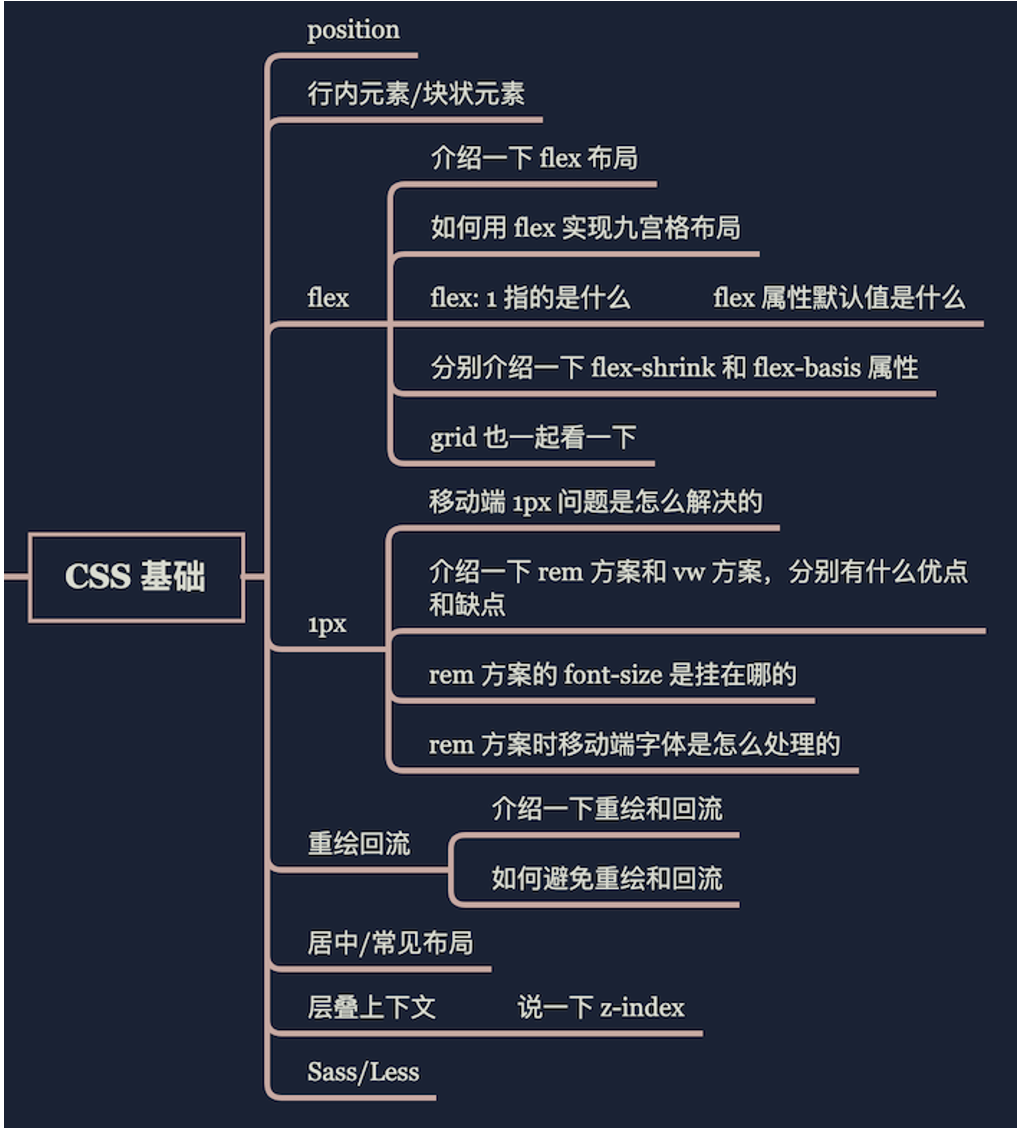 position
行内元素/块状元素
介绍一下 flex 布局
如何用 flex 实现九宫格布局
flex
flex: 1 指的是什么
flex 属性默认值是什么
分别介绍一下 flex-shrink 和 flex-basis 属性
grid 也一起看一下
移动端 1px 问题是怎么解决的
CSS 基础
介绍一下 rem 方案和 vw 方案，分别有什么优点
和缺点
1px
rem 方案的 font-size 是挂在哪的
rem 方案时移动端字体是怎么处理的
介绍一下重绘和回流
重绘回流
如何避免重绘和回流
居中/常见布局
层叠上下文
说一下 z-index
Sass/Less